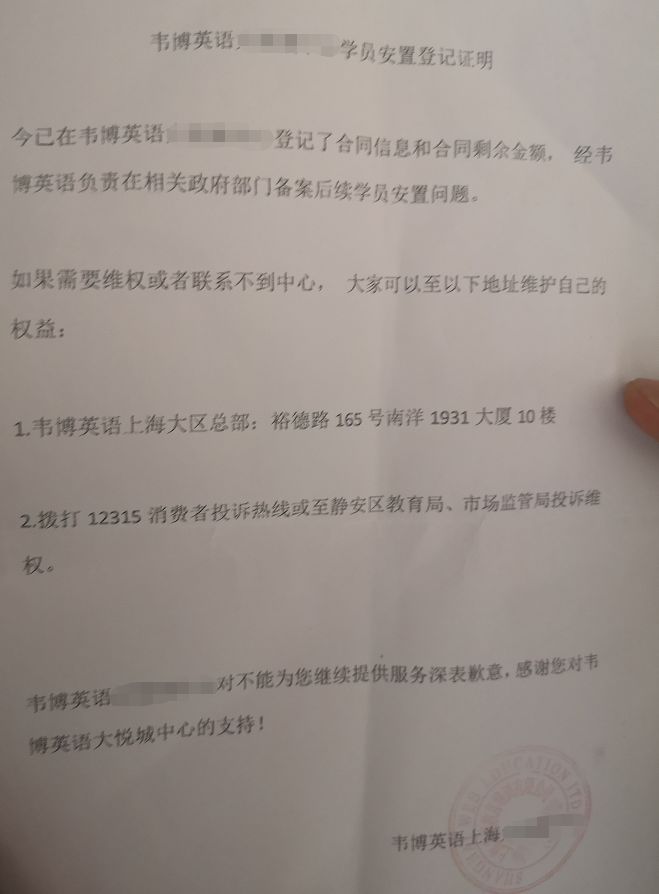 韦博英语
学员安置登记证明
今已在韦博英语
登记了合同信息和合同剩余金额， 经韦
博英语负责在相关政府部门备案后续学员安置问题。
如果需要维权或者联系不到中心， 大家可以至以下地址维护自己的
权益：
1.韦博英语上海大区总部：裕德路 165 号南洋 1931 大厦 10 楼
2.拨打 12315 消费者投诉热线或至静安区教育局、市场监管局投诉维
权。
韦博英语
对不能为您继续提供服务深表歉意，感谢您对韦
博英语大悦城中心的支持！
WEB EDUCATION LTD
韦博英语上海